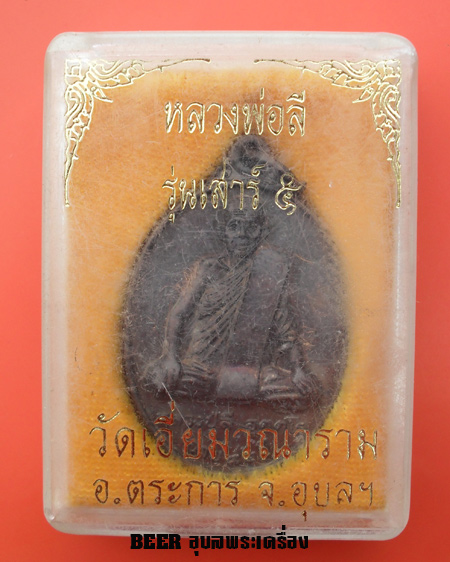 หลวงพ่อลี
รุ่นเสาร์ ๕
วัดเอี่ยมวณาราม
อ.ตระการ จ.อุบลฯ
BEER อุบลพระเครื่อง